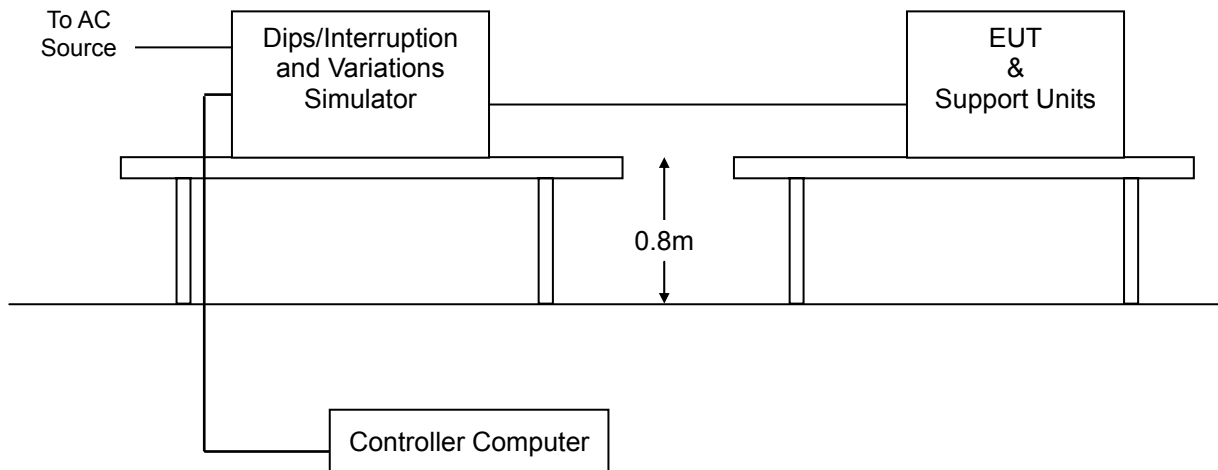 To AC
Source
Dips/Interruption
and Variations
Simulator
EUT
&
Support Units
0.8m
Controller Computer